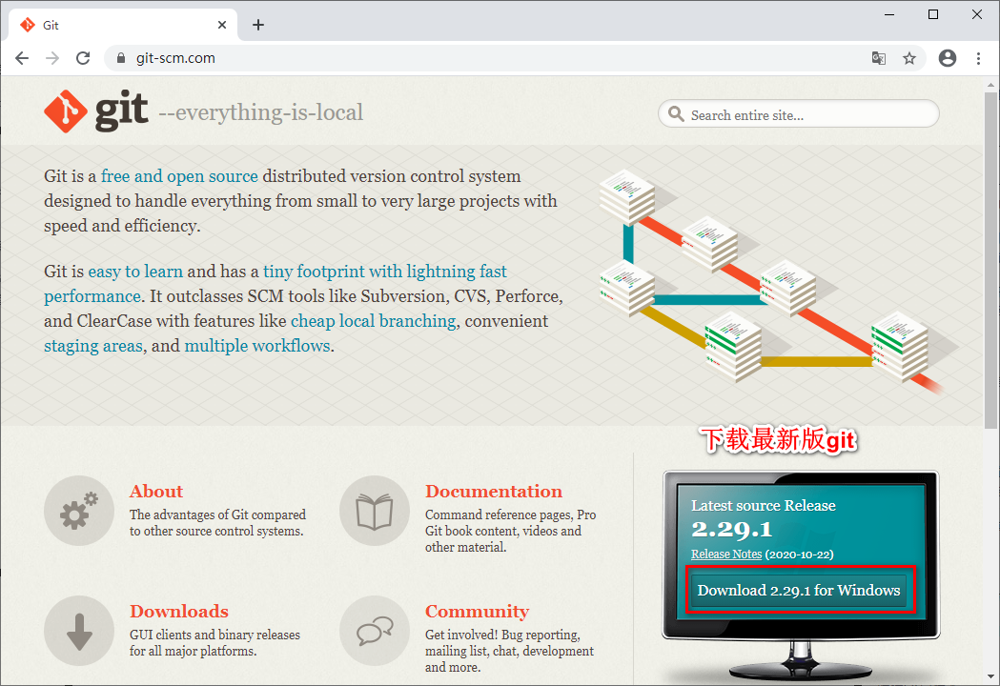 Git
git-scm.com
git --everything-is-local
Search entire site...
Git is a free and open source distributed version control system
designed to handle everything from small to very large projects with
speed and efficiency.
Git is easy to learn and has a tiny footprint with lightning fast
performance. It outclasses SCM tools like Subversion, CVS, Perforce,
and ClearCase with features like cheap local branching, convenient
staging areas, and multiple workflows.
下载最新版git
About
The advantages of Git compared
to other source control systems.
Documentation
Command reference pages, Pro
Git book content, videos and
other material.
Latest source Release
2.29.1
Release Notes (2020-10-22)
Download 2.29.1 for Windows
Downloads
GUI clients and binary releases
for all major platforms.
Community
Get involved! Bug reporting,
mailing list, chat, development
and more.